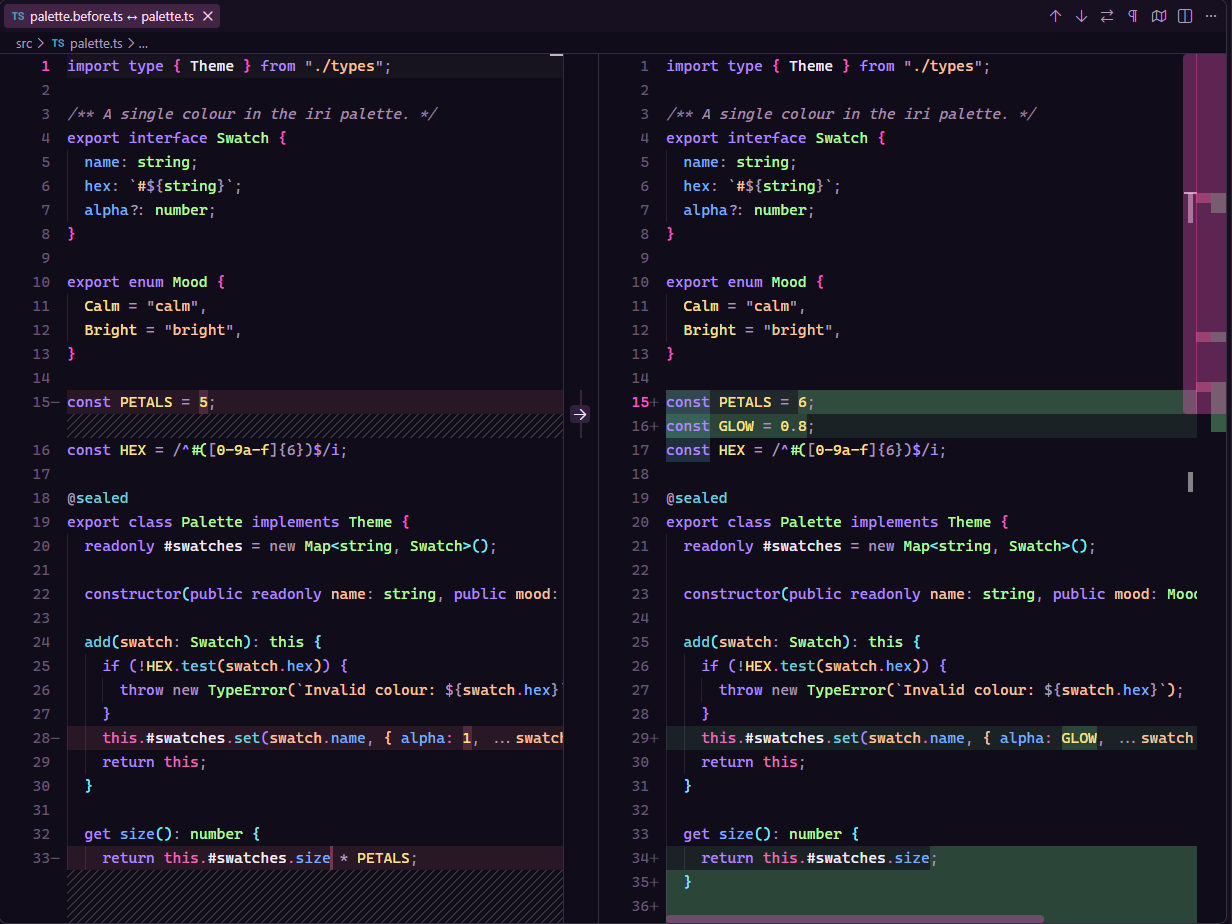 TS palette.before.ts ↔ palette.ts ×
src > TS palette.ts > ...
1 import type { Theme } from "./types";
2
3 /** A single colour in the iri palette. */
4 export interface Swatch {
5 name: string;
6 hex: `#${string}`;
7 alpha?: number;
8 }
9
10 export enum Mood {
11 Calm = "calm",
12 Bright = "bright",
13 }
14
15− const PETALS = 5;
16 const HEX = /^#([0-9a-f]{6})$/i;
17
18 @sealed
19 export class Palette implements Theme {
20 readonly #swatches = new Map<string, Swatch>();
21
22 constructor(public readonly name: string, public mood:
23
24 add(swatch: Swatch): this {
25 if (!HEX.test(swatch.hex)) {
26 throw new TypeError(`Invalid colour: ${swatch.hex}`
27 }
28− this.#swatches.set(swatch.name, { alpha: 1, ...swatch
29 return this;
30 }
31
32 get size(): number {
33− return this.#swatches.size * PETALS;
1 import type { Theme } from "./types";
2
3 /** A single colour in the iri palette. */
4 export interface Swatch {
5 name: string;
6 hex: `#${string}`;
7 alpha?: number;
8 }
9
10 export enum Mood {
11 Calm = "calm",
12 Bright = "bright",
13 }
14
15+ const PETALS = 6;
16+ const GLOW = 0.8;
17 const HEX = /^#([0-9a-f]{6})$/i;
18
19 @sealed
20 export class Palette implements Theme {
21 readonly #swatches = new Map<string, Swatch>();
22
23 constructor(public readonly name: string, public mood: Mood
24
25 add(swatch: Swatch): this {
26 if (!HEX.test(swatch.hex)) {
27 throw new TypeError(`Invalid colour: ${swatch.hex}`);
28 }
29+ this.#swatches.set(swatch.name, { alpha: GLOW, ...swatch
30 return this;
31 }
32
33 get size(): number {
34+ return this.#swatches.size;
35+ }
36+